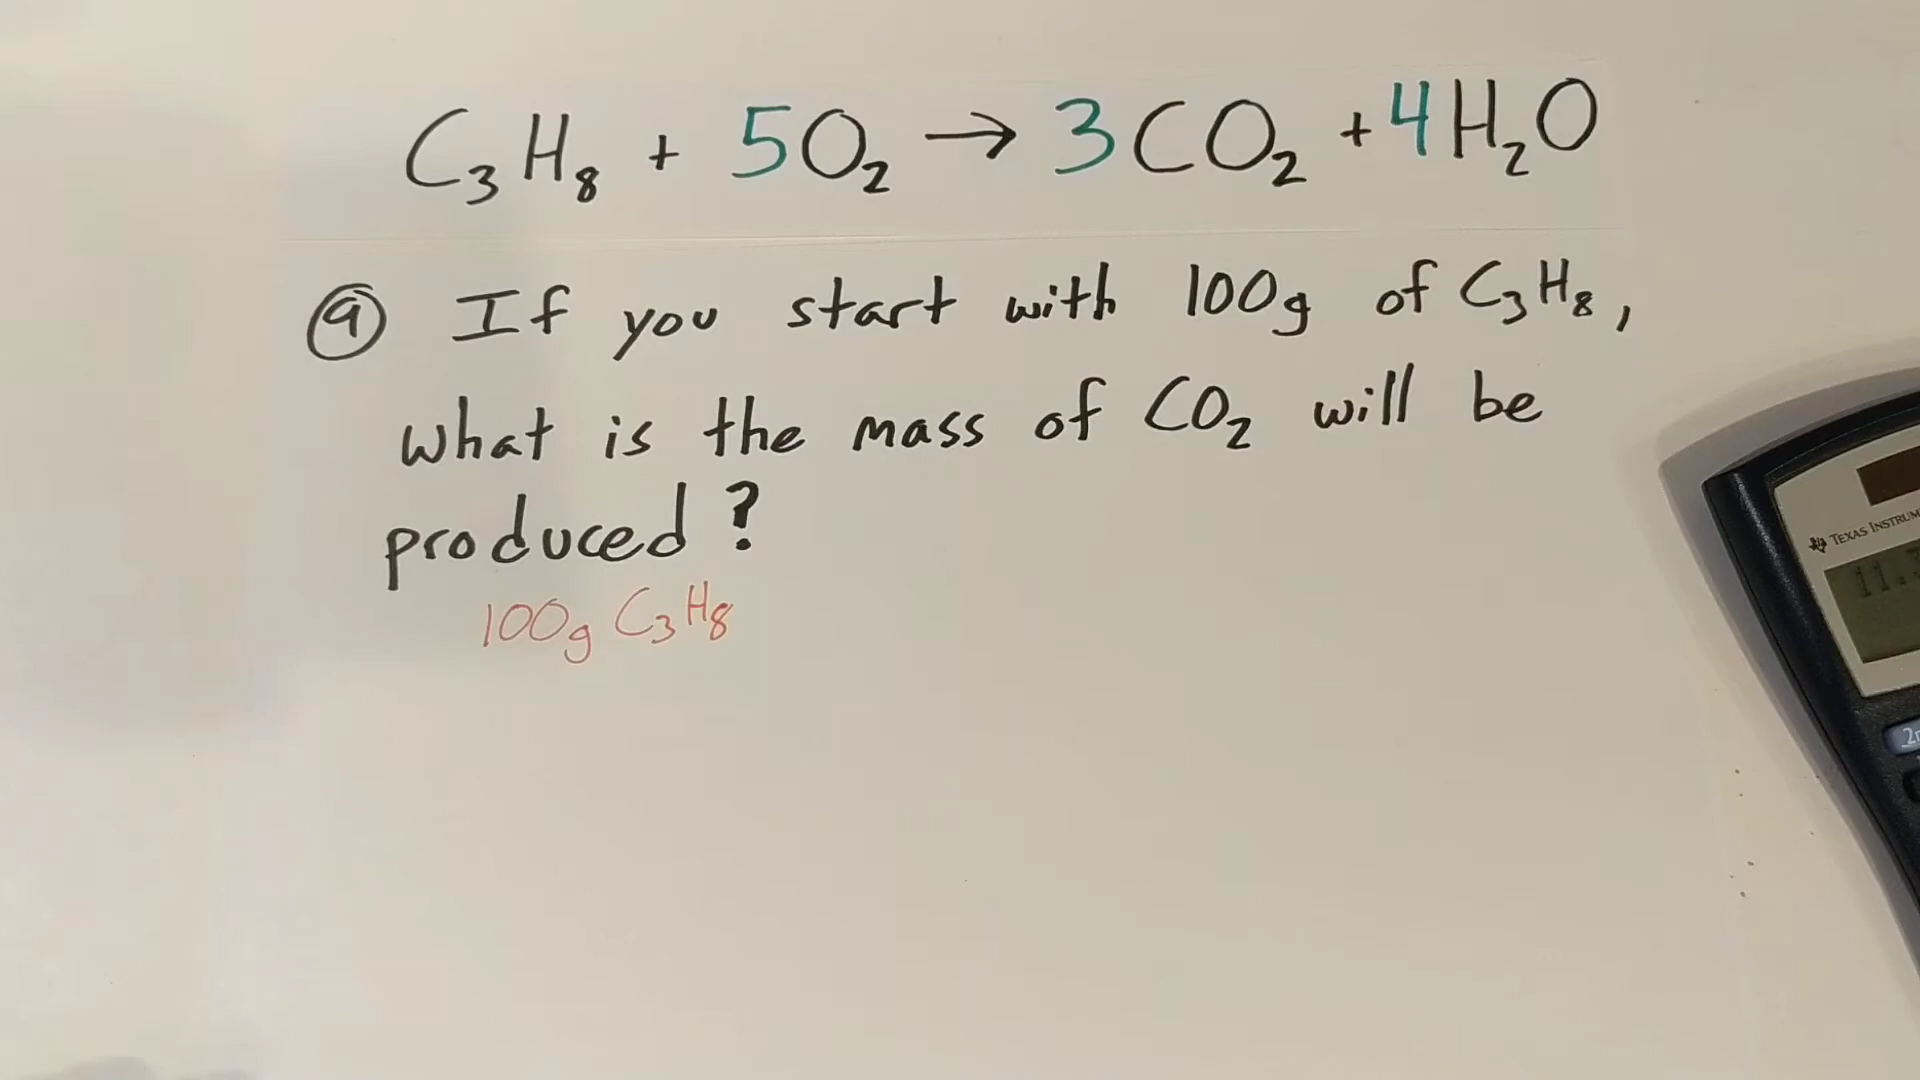 C₃H₈ + 5O₂ → 3CO₂ + 4H₂O
⑨ If you start with 100g of C₃H₈,
what is the mass of CO₂ will be
produced?
100g C₃H₈
TEXAS INSTRUM
11.